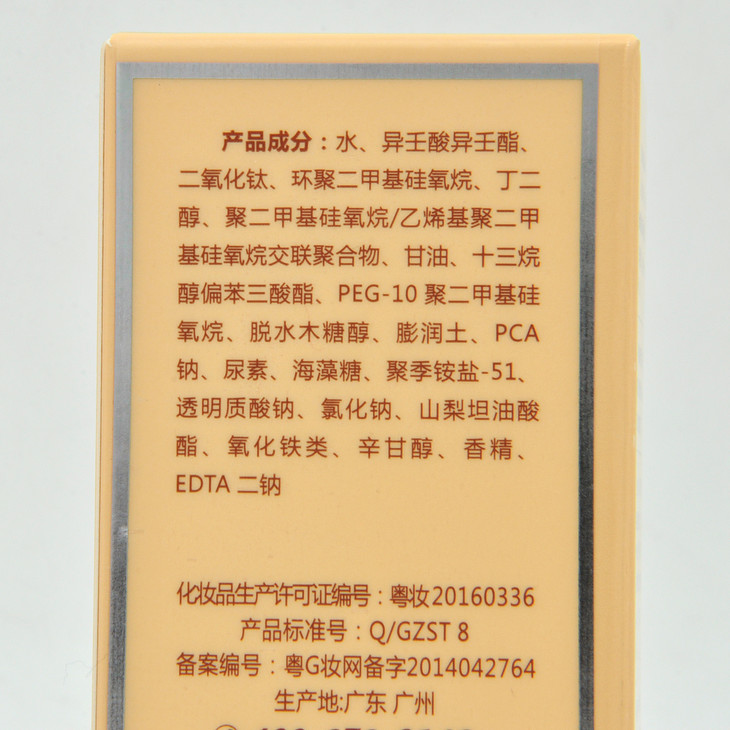 产品成分：水、异壬酸异壬酯、
二氧化钛、环聚二甲基硅氧烷、丁二
醇、聚二甲基硅氧烷/乙烯基聚二甲
基硅氧烷交联聚合物、甘油、十三烷
醇偏苯三酸酯、PEG-10 聚二甲基硅
氧烷、脱水木糖醇、膨润土、PCA
钠、尿素、海藻糖、聚季铵盐-51、
透明质酸钠、氯化钠、山梨坦油酸
酯、氧化铁类、辛甘醇、香精、
EDTA 二钠
化妆品生产许可证编号：粤妆20160336
产品标准号：Q/GZST 8
备案编号：粤G妆网备字2014042764
生产地:广东 广州